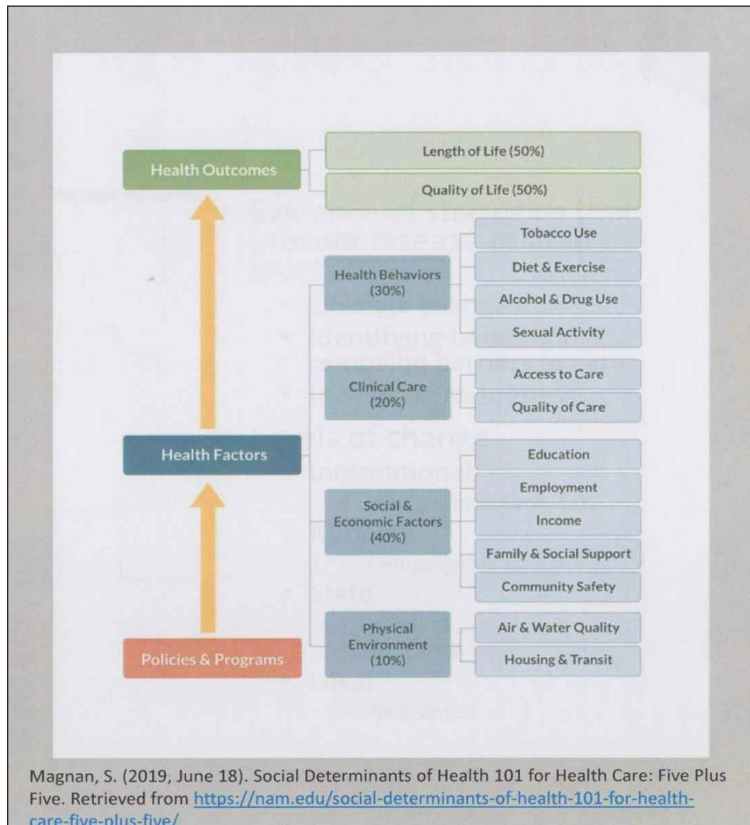 Health Outcomes
Length of Life (50%)
Quality of Life (50%)
Health Behaviors
(30%)
Tobacco Use
Diet & Exercise
Alcohol & Drug Use
Sexual Activity
Clinical Care
(20%)
Access to Care
Quality of Care
Health Factors
Social &
Economic Factors
(40%)
Education
Employment
Income
Family & Social Support
Community Safety
Physical
Environment
(10%)
Air & Water Quality
Housing & Transit
Policies & Programs
Magnan, S. (2019, June 18). Social Determinants of Health 101 for Health Care: Five Plus
Five. Retrieved from https://nam.edu/social-determinants-of-health-101-for-health-
care-five-plus-five/